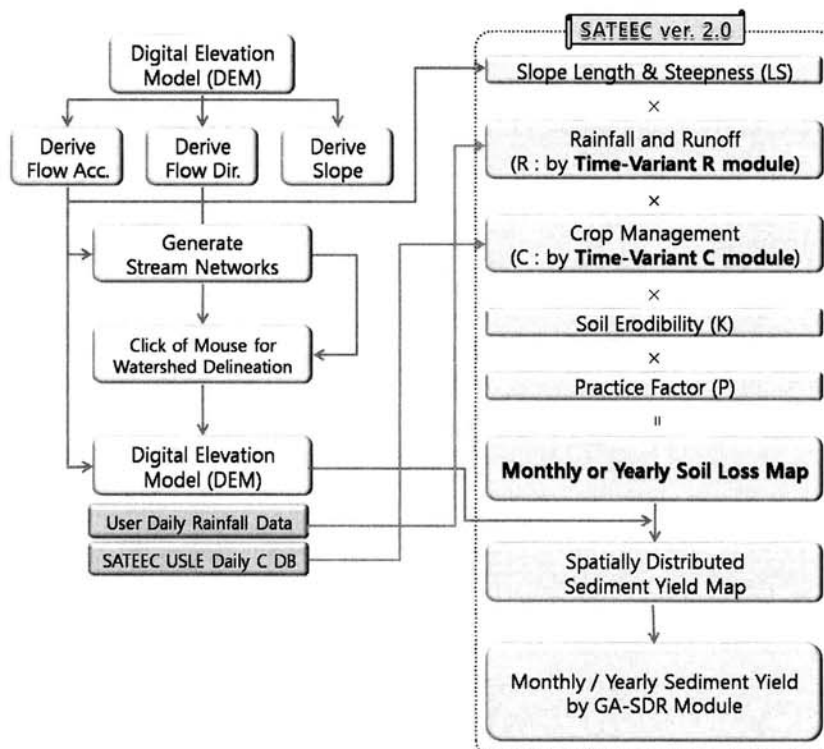 SATEEC ver. 2.0
Digital Elevation
Model (DEM)
Derive
Flow Acc.
Derive
Flow Dir.
Derive
Slope
Generate
Stream Networks
Click of Mouse for
Watershed Delineation
Digital Elevation
Model (DEM)
User Daily Rainfall Data
SATEEC USLE Daily C DB
Slope Length & Steepness (LS)
×
Rainfall and Runoff
(R : by Time-Variant R module)
×
Crop Management
(C : by Time-Variant C module)
×
Soil Erodibility (K)
×
Practice Factor (P)
=
Monthly or Yearly Soil Loss Map
Spatially Distributed
Sediment Yield Map
Monthly / Yearly Sediment Yield
by GA-SDR Module